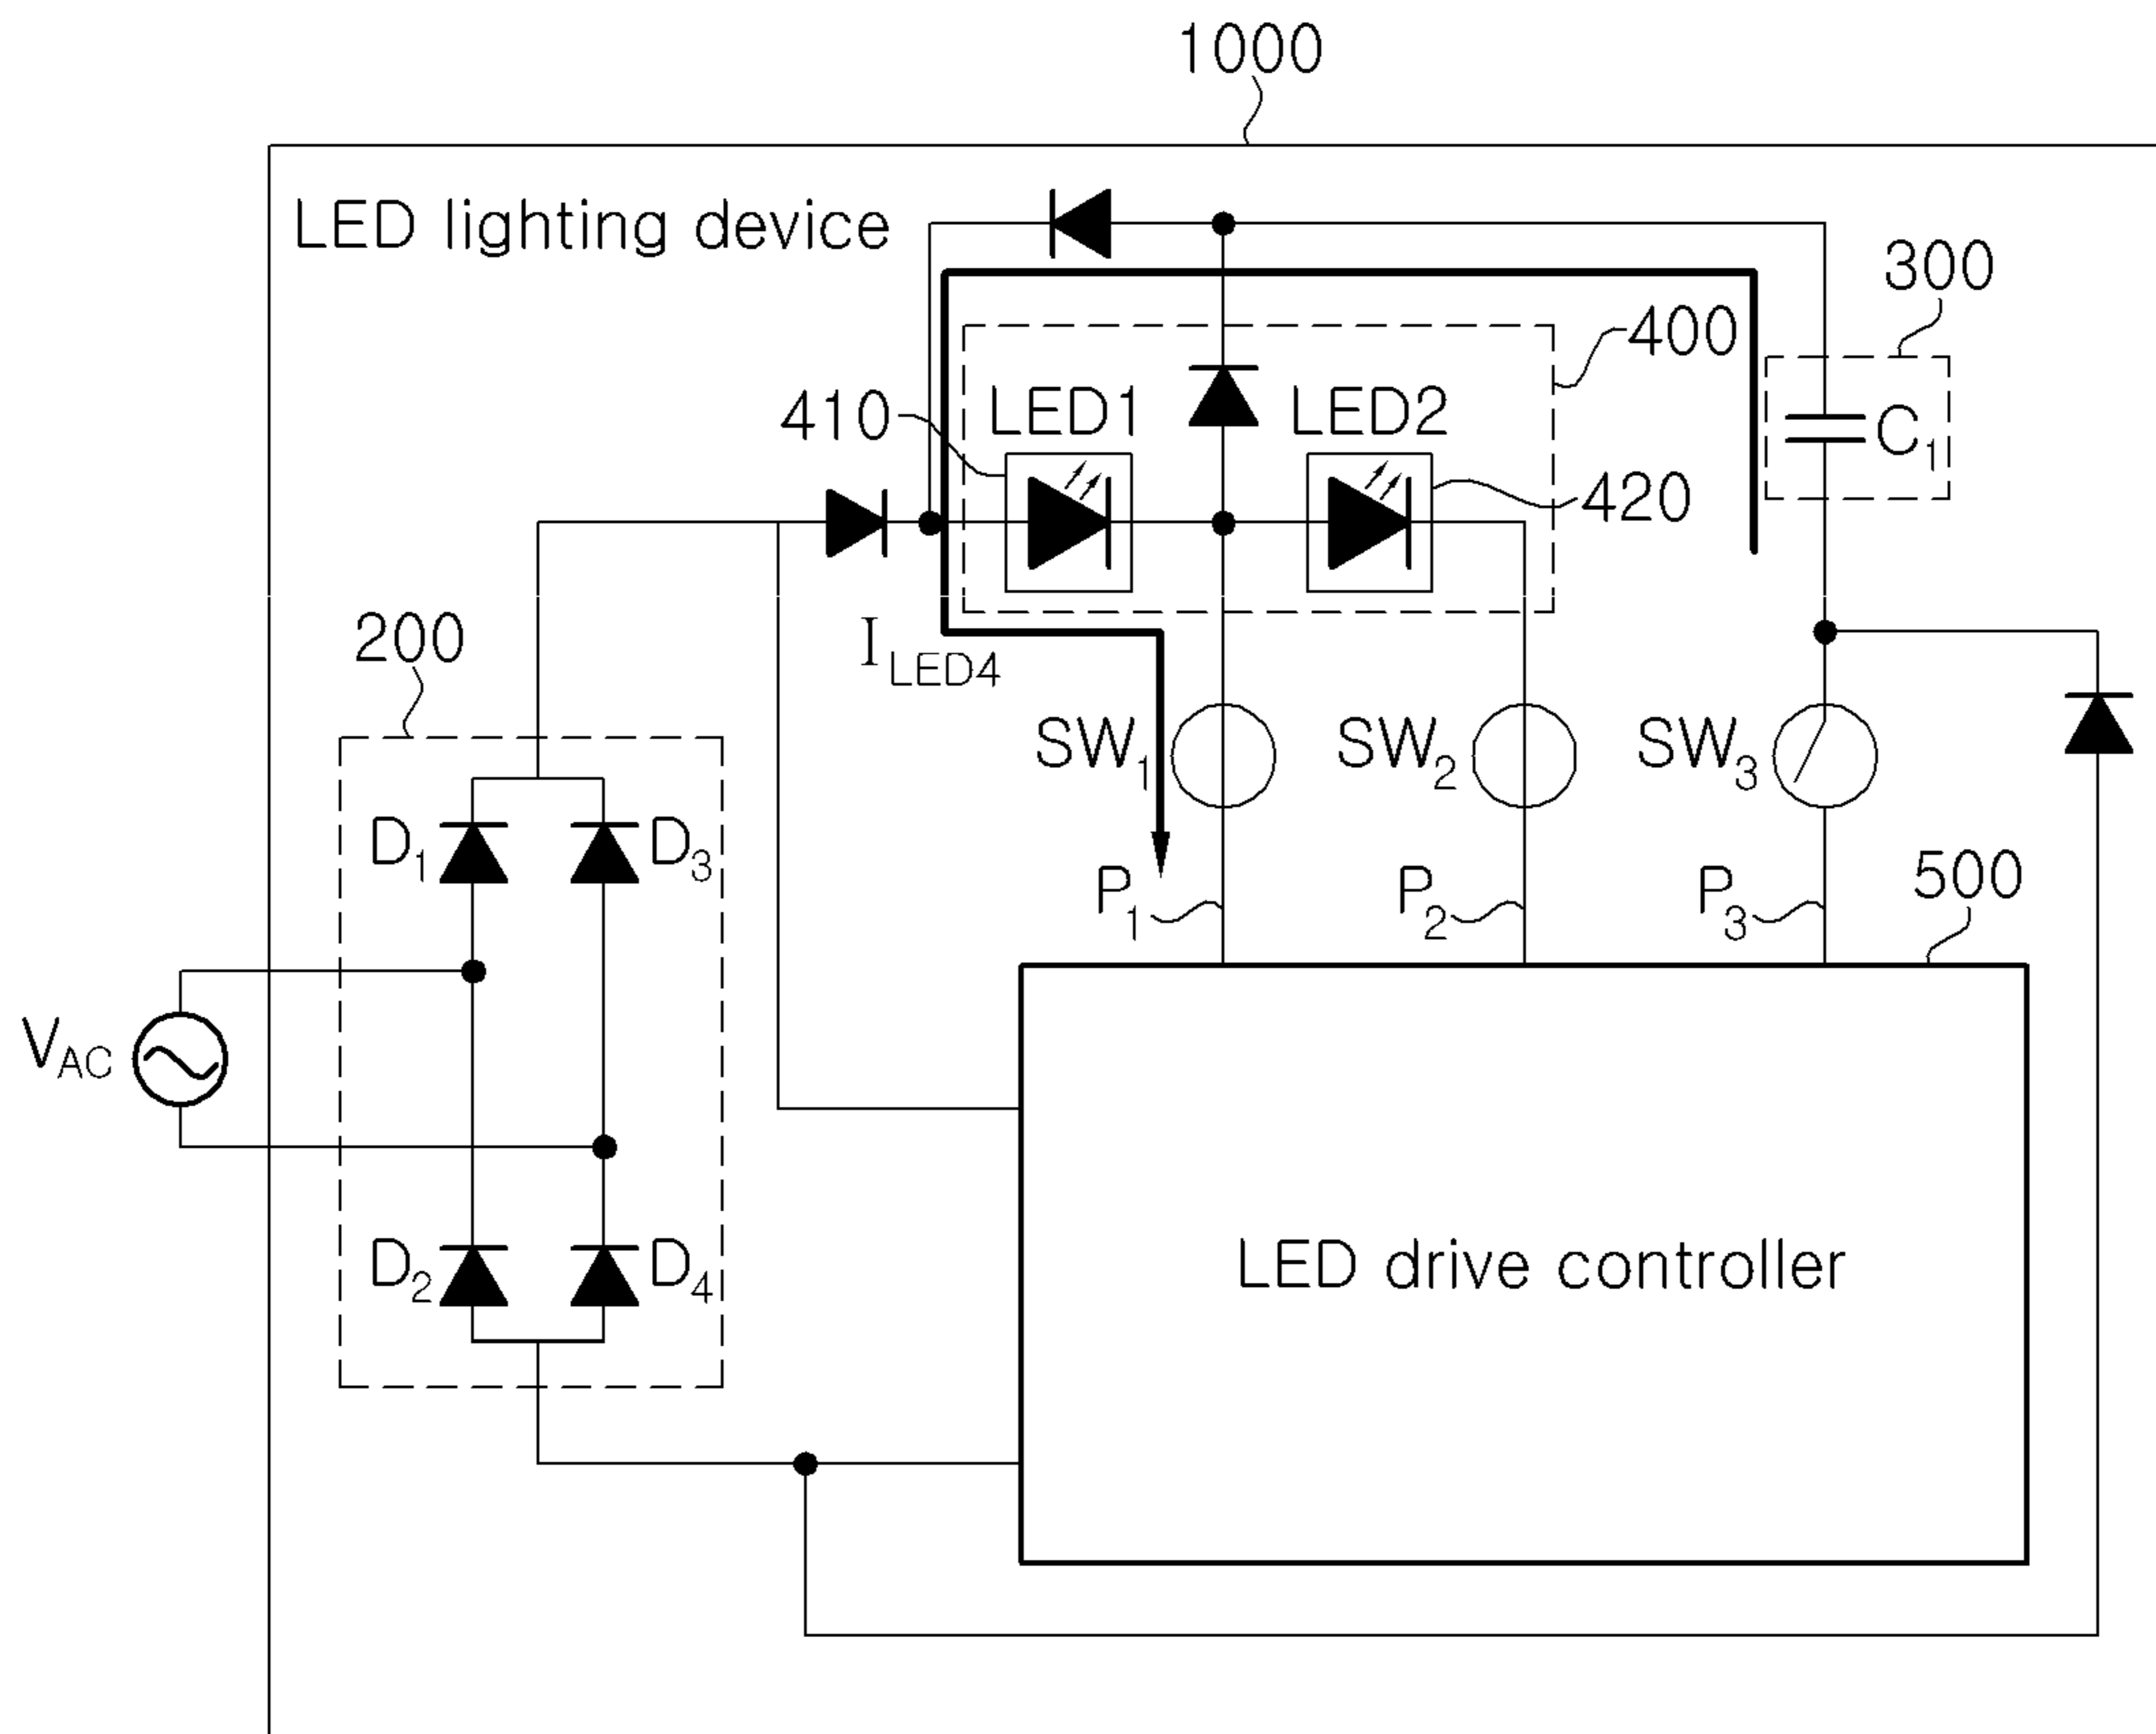 1000
LED lighting device
300
400
410
LED1
LED2
C1
420
ILED4
200
SW1
SW2
SW3
D1
D3
P1
P2
P3
500
VAC
D2
D4
LED drive controller